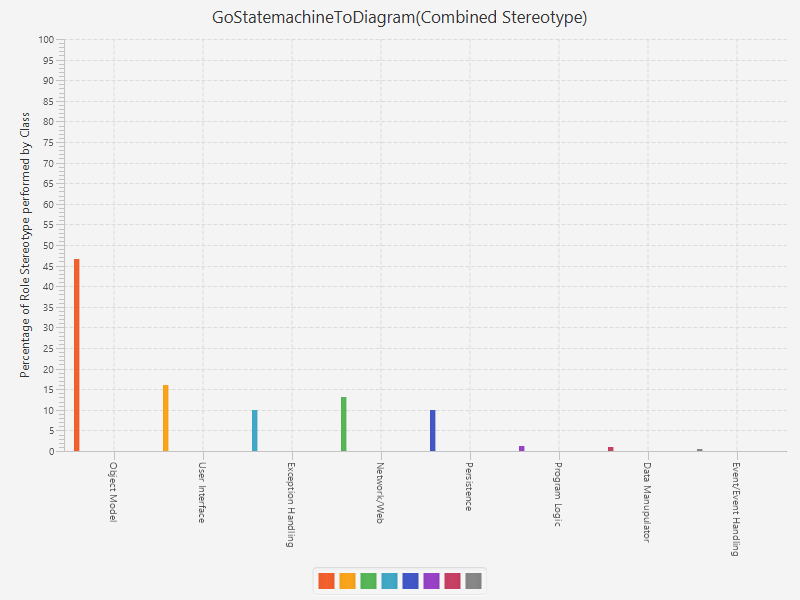 GoStatemachineToDiagram(Combined Stereotype)
Percentage of Role Stereotype performed by Class
100
95
90
85
80
75
70
65
60
55
50
45
40
35
30
25
20
15
10
5
0
Object Model
User Interface
Exception Handling
Network/Web
Persistence
Program Logic
Data Manupulator
Event/Event Handling